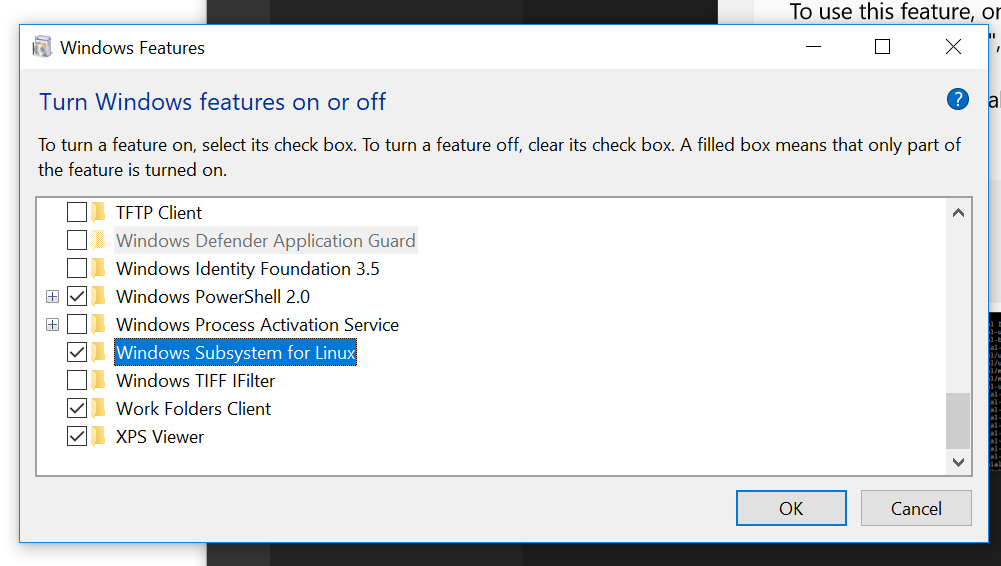 To use this feature, or
Windows Features
Turn Windows features on or off
?
To turn a feature on, select its check box. To turn a feature off, clear its check box. A filled box means that only part of
the feature is turned on.
TFTP Client
Windows Defender Application Guard
Windows Identity Foundation 3.5
Windows PowerShell 2.0
Windows Process Activation Service
Windows Subsystem for Linux
Windows TIFF IFilter
Work Folders Client
XPS Viewer
OK
Cancel